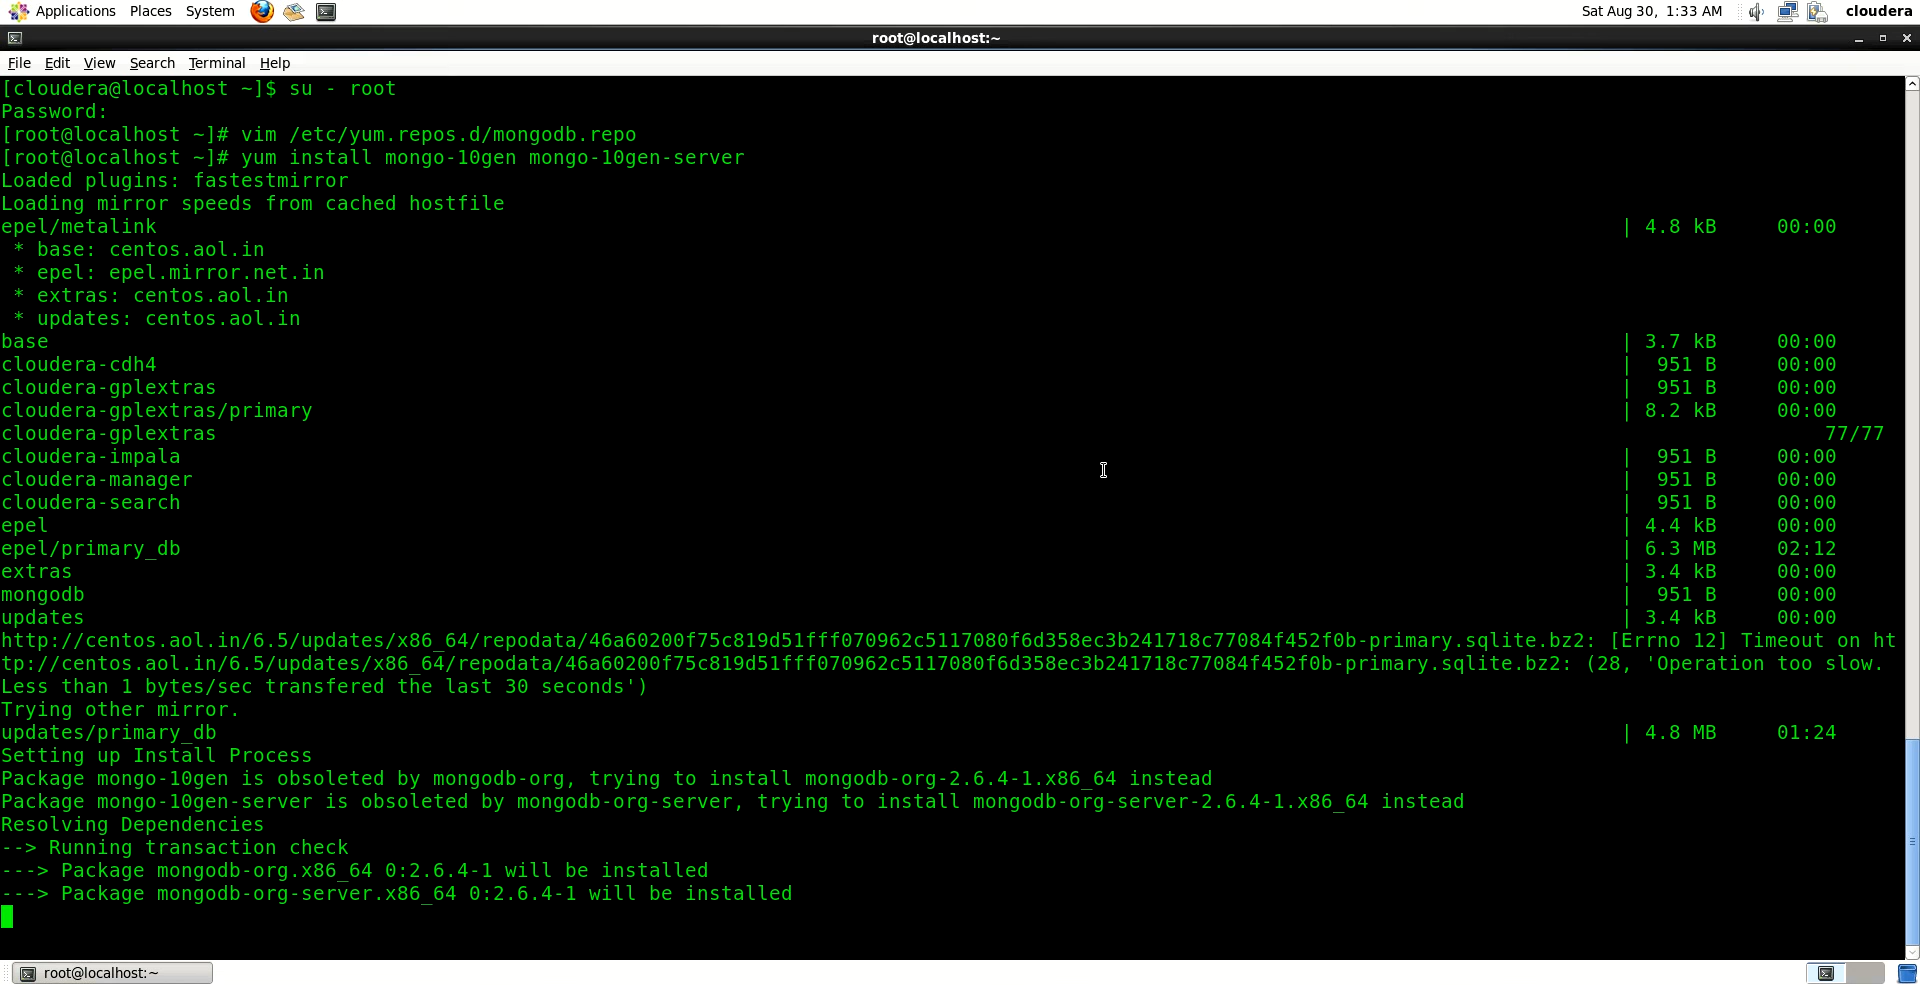 Applications Places System Sat Aug 30, 1:33 AM cloudera
root@localhost:~
File Edit View Search Terminal Help
[cloudera@localhost ~]$ su - root
Password:
[root@localhost ~]# vim /etc/yum.repos.d/mongodb.repo
[root@localhost ~]# yum install mongo-10gen mongo-10gen-server
Loaded plugins: fastestmirror
Loading mirror speeds from cached hostfile
epel/metalink | 4.8 kB 00:00
* base: centos.aol.in
* epel: epel.mirror.net.in
* extras: centos.aol.in
* updates: centos.aol.in
base | 3.7 kB 00:00
cloudera-cdh4 | 951 B 00:00
cloudera-gplextras | 951 B 00:00
cloudera-gplextras/primary | 8.2 kB 00:00
cloudera-gplextras 77/77
cloudera-impala | 951 B 00:00
cloudera-manager | 951 B 00:00
cloudera-search | 951 B 00:00
epel | 4.4 kB 00:00
epel/primary_db | 6.3 MB 02:12
extras | 3.4 kB 00:00
mongodb | 951 B 00:00
updates | 3.4 kB 00:00
http://centos.aol.in/6.5/updates/x86_64/repodata/46a60200f75c819d51fff070962c5117080f6d358ec3b241718c77084f452f0b-primary.sqlite.bz2: [Errno 12] Timeout on ht
tp://centos.aol.in/6.5/updates/x86_64/repodata/46a60200f75c819d51fff070962c5117080f6d358ec3b241718c77084f452f0b-primary.sqlite.bz2: (28, 'Operation too slow.
Less than 1 bytes/sec transfered the last 30 seconds')
Trying other mirror.
updates/primary_db | 4.8 MB 01:24
Setting up Install Process
Package mongo-10gen is obsoleted by mongodb-org, trying to install mongodb-org-2.6.4-1.x86_64 instead
Package mongo-10gen-server is obsoleted by mongodb-org-server, trying to install mongodb-org-server-2.6.4-1.x86_64 instead
Resolving Dependencies
--> Running transaction check
---> Package mongodb-org.x86_64 0:2.6.4-1 will be installed
---> Package mongodb-org-server.x86_64 0:2.6.4-1 will be installed
root@localhost:~